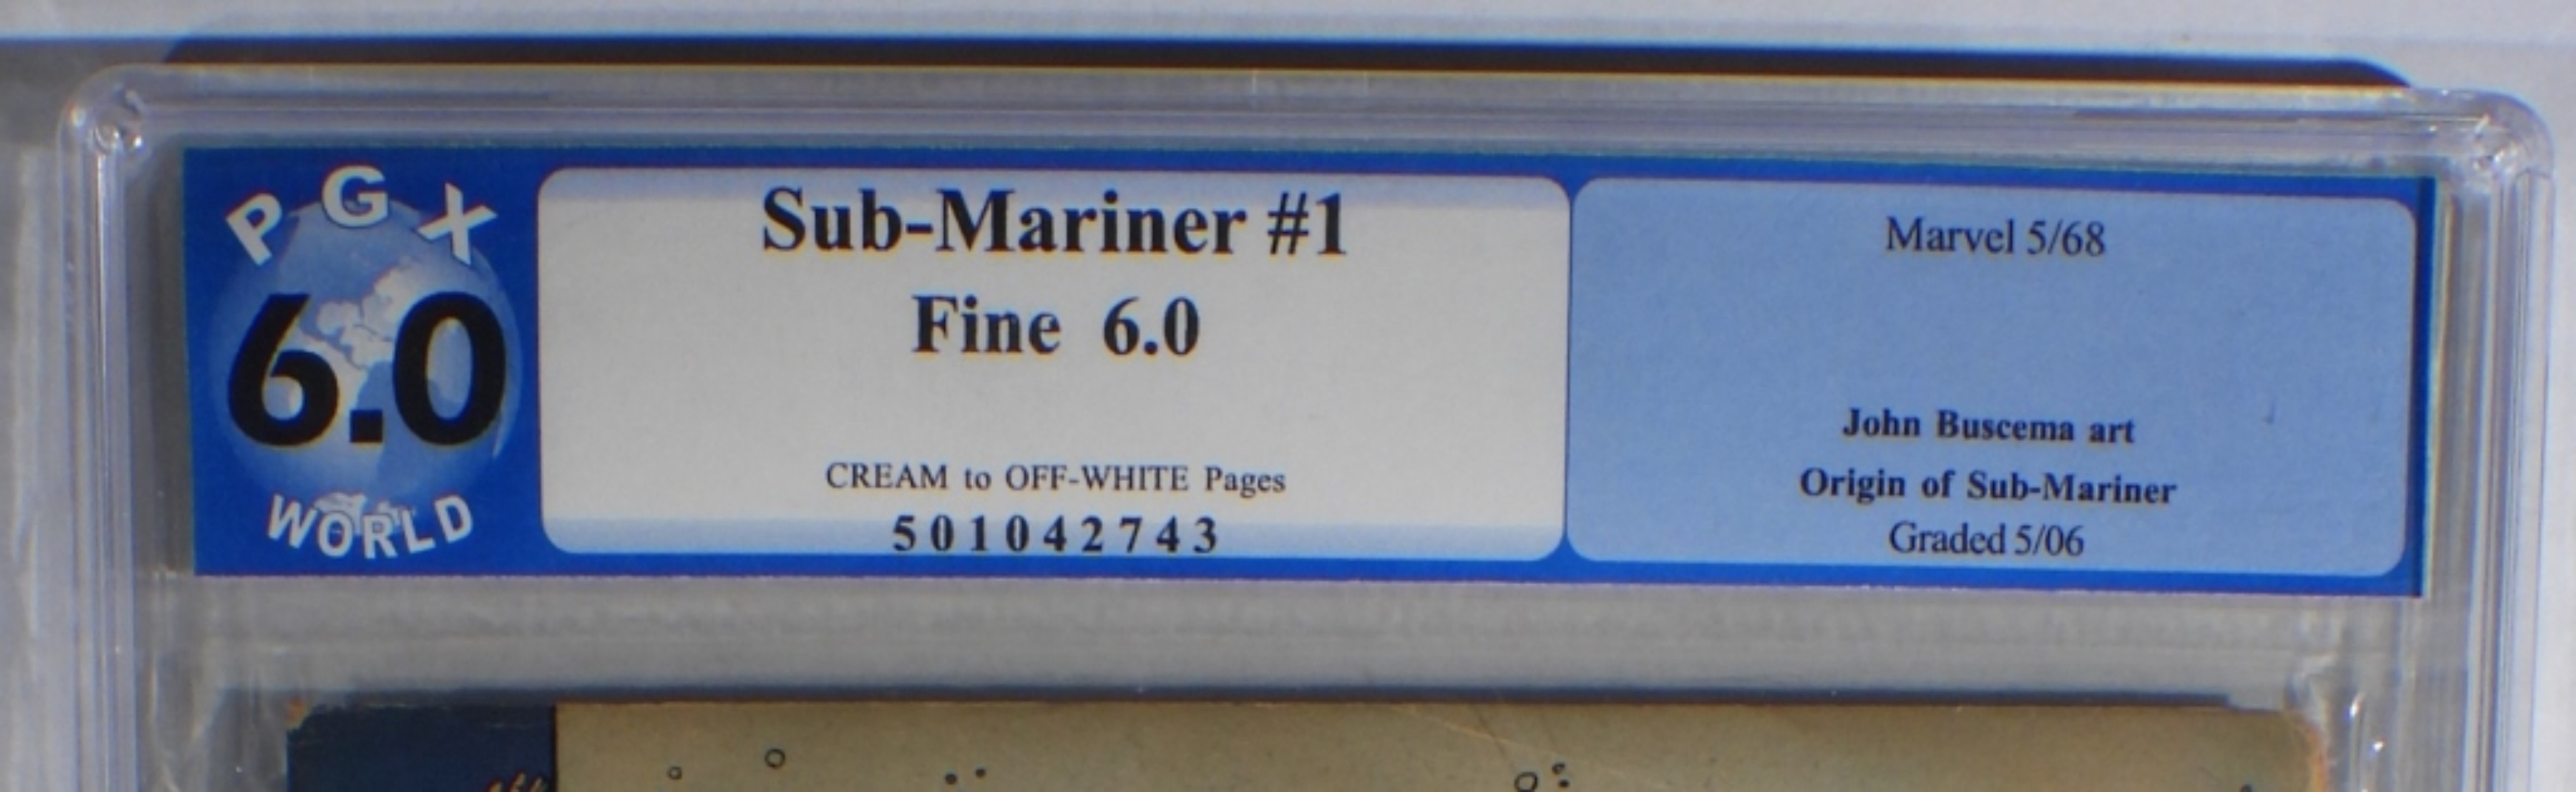 PGX
6.0
WORLD
Sub-Mariner #1
Fine 6.0
CREAM to OFF-WHITE Pages
501042743
Marvel 5/68
John Buscema art
Origin of Sub-Mariner
Graded 5/06